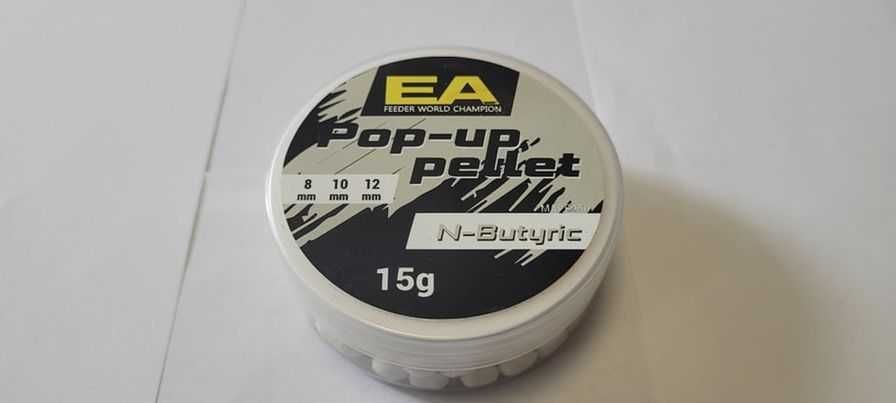 EA
FEEDER WORLD CHAMPION
Pop-up
pellet
8 10 12
mm mm mm
N-Butyric
15g